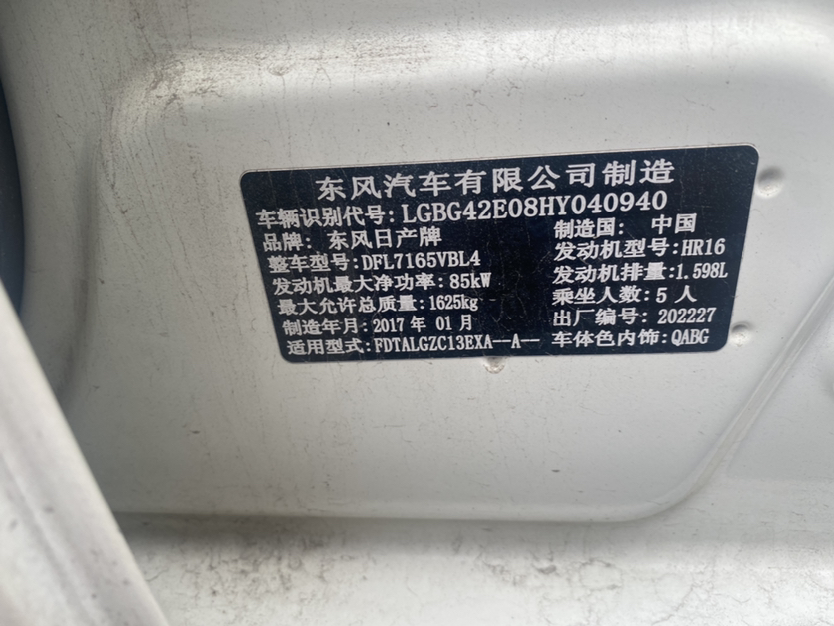 东风汽车有限公司制造
车辆识别代号: LGBG42E08HY040940
品牌: 东风日产牌 制造国: 中国
整车型号:DFL7165VBL4 发动机型号:HR16
发动机最大净功率:85kW 发动机排量:1.598L
最大允许总质量:1625kg 乘坐人数:5 人
制造年月:2017 年 01 月 出厂编号:202227
适用型式:FDTALGZC13EXA--A-- 车体色内饰:QABG